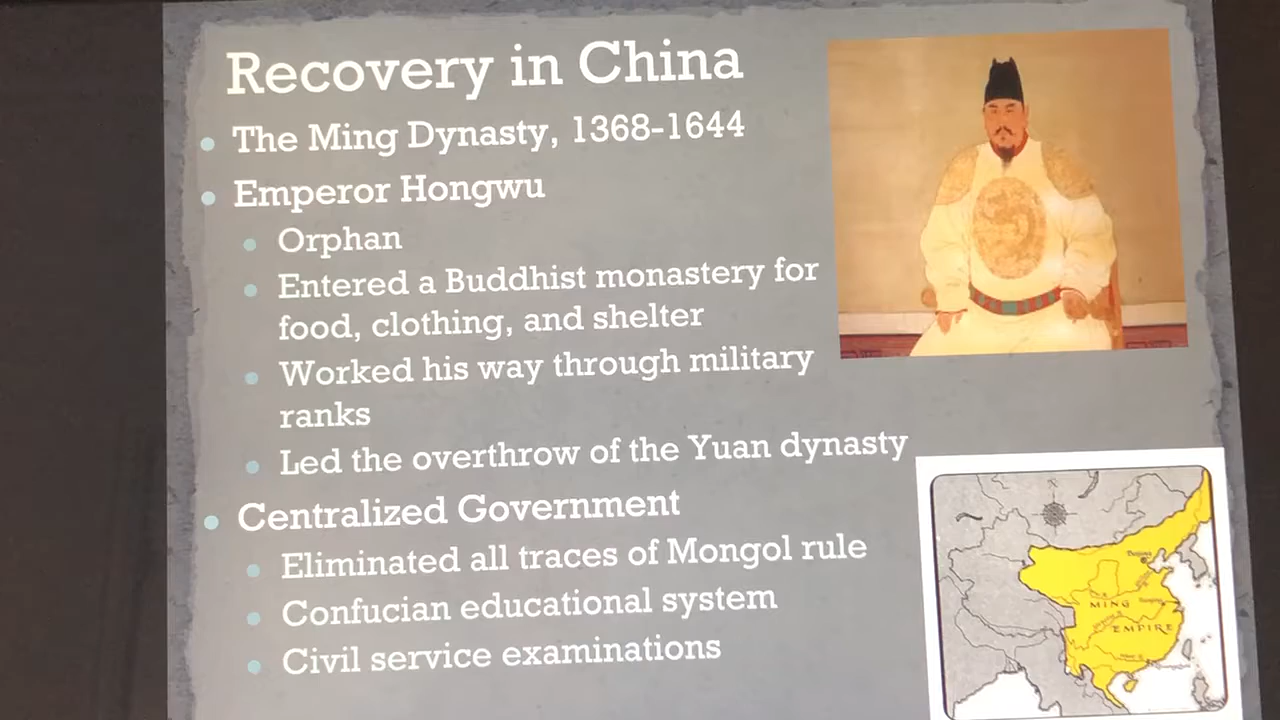 Recovery in China
The Ming Dynasty, 1368-1644
Emperor Hongwu
Orphan
Entered a Buddhist monastery for
food, clothing, and shelter
Worked his way through military
ranks
Led the overthrow of the Yuan dynasty
Centralized Government
Eliminated all traces of Mongol rule
Confucian educational system
Civil service examinations
N
MING
EMPIRE